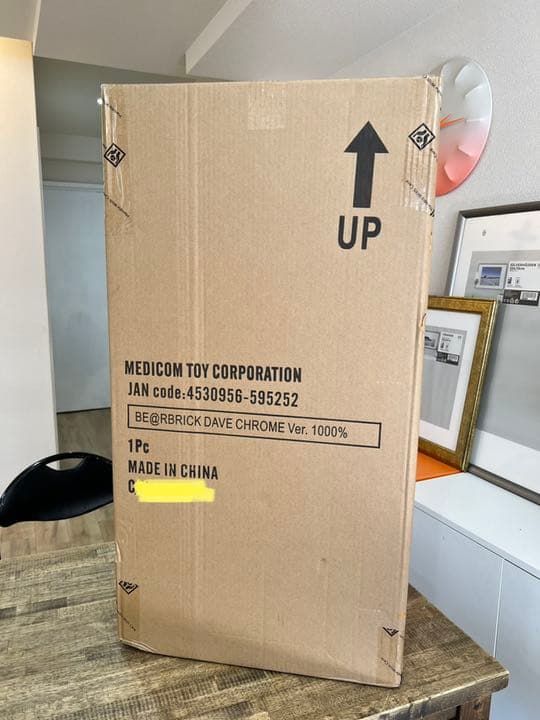 UP
MEDICOM TOY CORPORATION
JAN code:4530956-595252
BE@RBRICK DAVE CHROME Ver. 1000%
1Pc
MADE IN CHINA
C